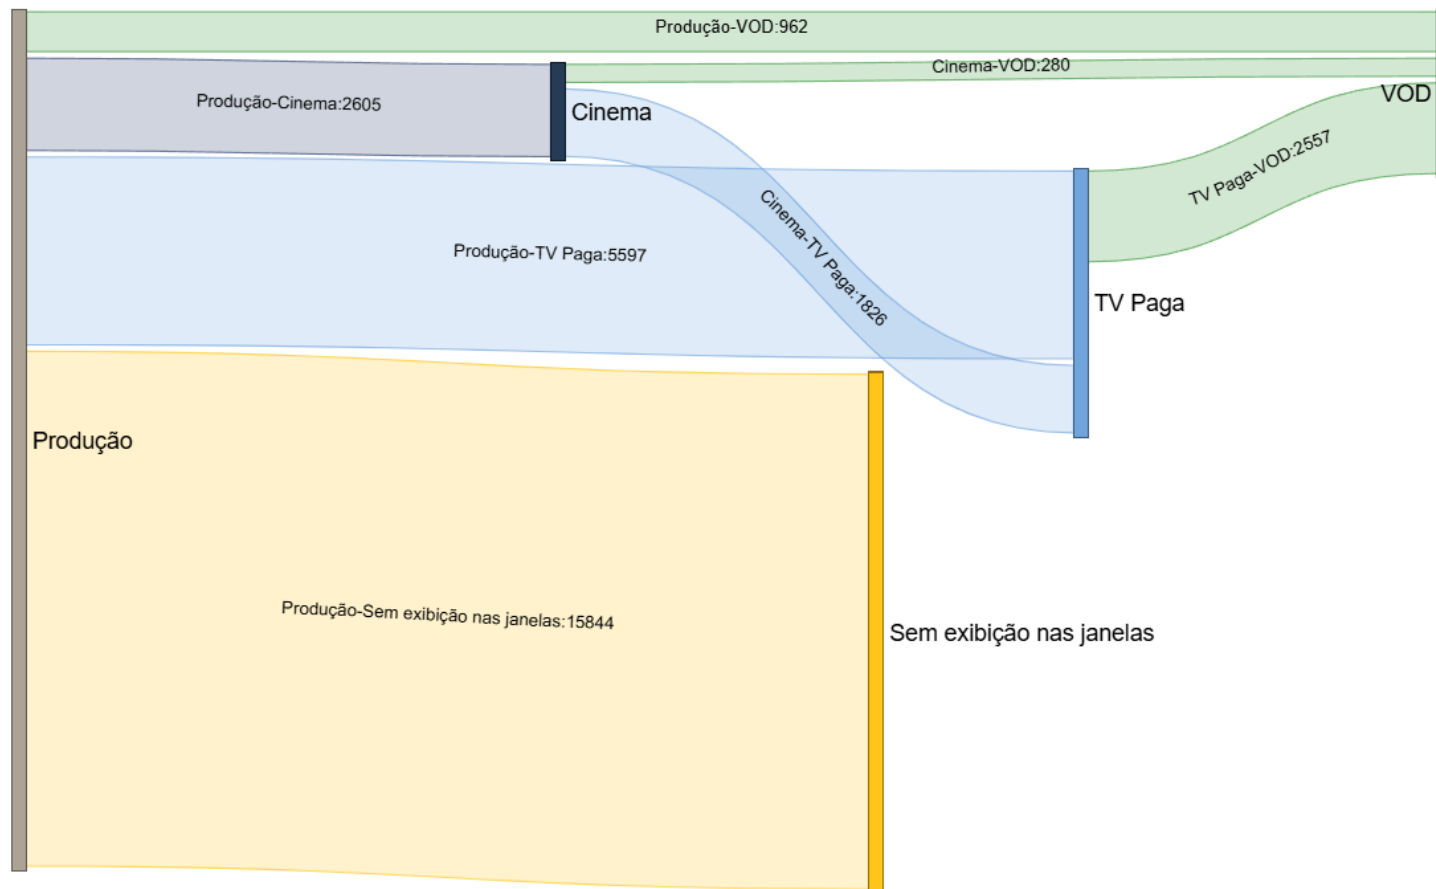 Produção-VOD:962
Cinema-VOD:280
VOD
Produção-Cinema:2605
Cinema
TV Paga-VOD:2557
Cinema-TV Paga:1826
Produção-TV Paga:5597
TV Paga
Produção
Produção-Sem exibição nas janelas:15844
Sem exibição nas janelas